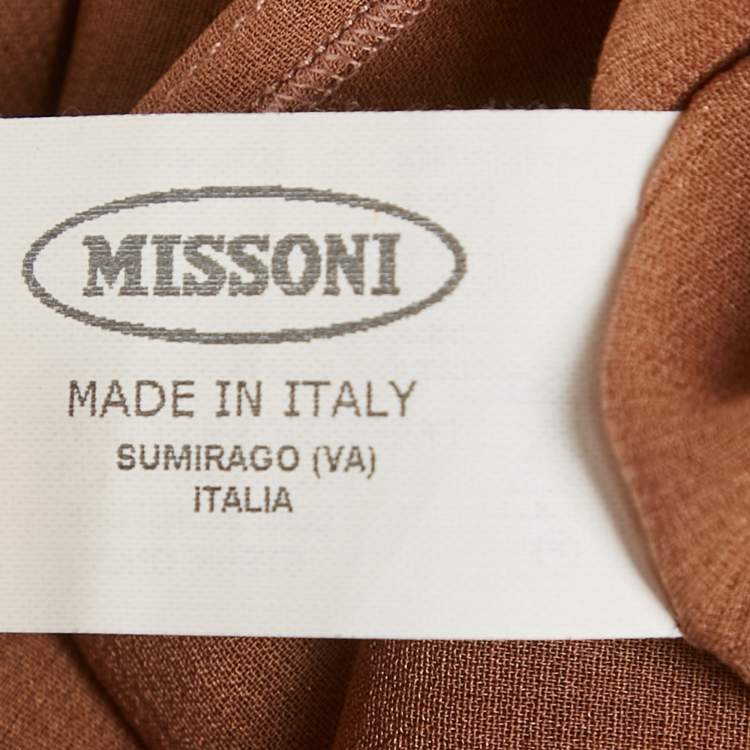 MISSONI
MADE IN ITALY
SUMIRAGO (VA)
ITALIA